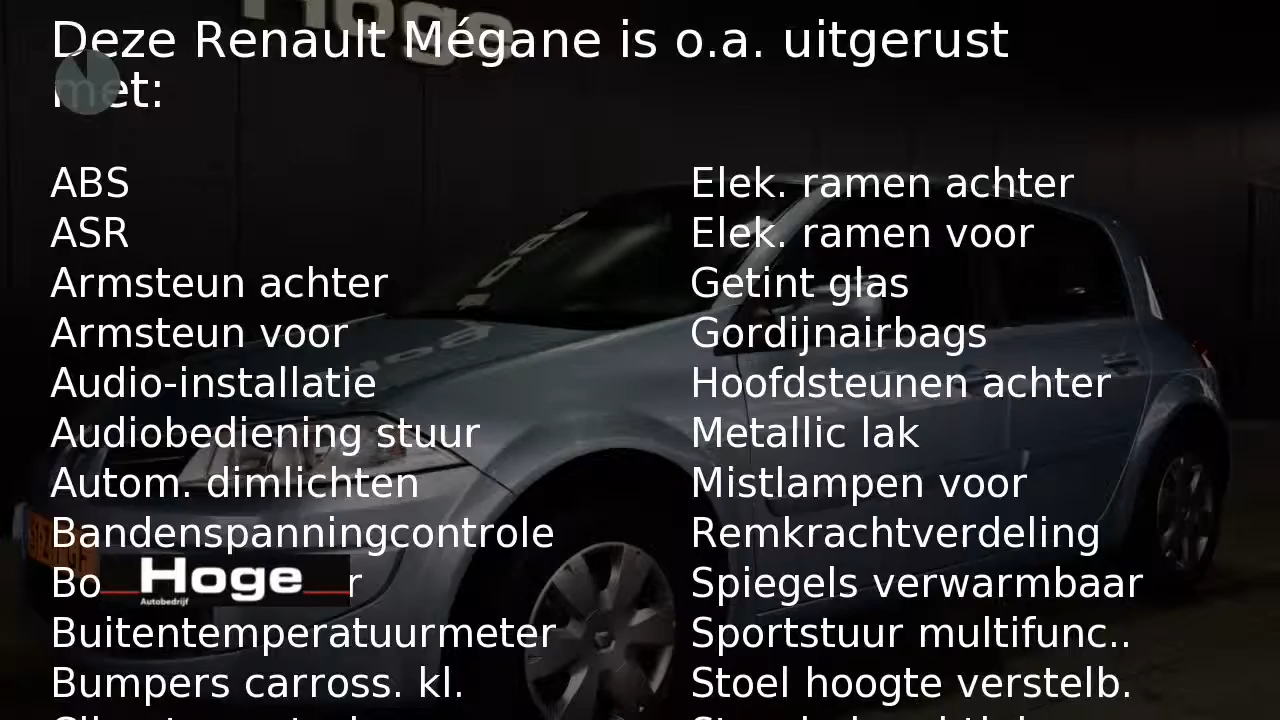 Deze Renault Mégane is o.a. uitgerust
met:
ABS
ASR
Armsteun achter
Armsteun voor
Audio-installatie
Audiobediening stuur
Autom. dimlichten
Bandenspanningcontrole
Hoge
Autobedrijf
Buitentemperatuurmeter
Bumpers carross. kl.
Elek. ramen achter
Elek. ramen voor
Getint glas
Gordijnairbags
Hoofdsteunen achter
Metallic lak
Mistlampen voor
Remkrachtverdeling
Spiegels verwarmbaar
Sportstuur multifunc..
Stoel hoogte verstelb.
Hoge